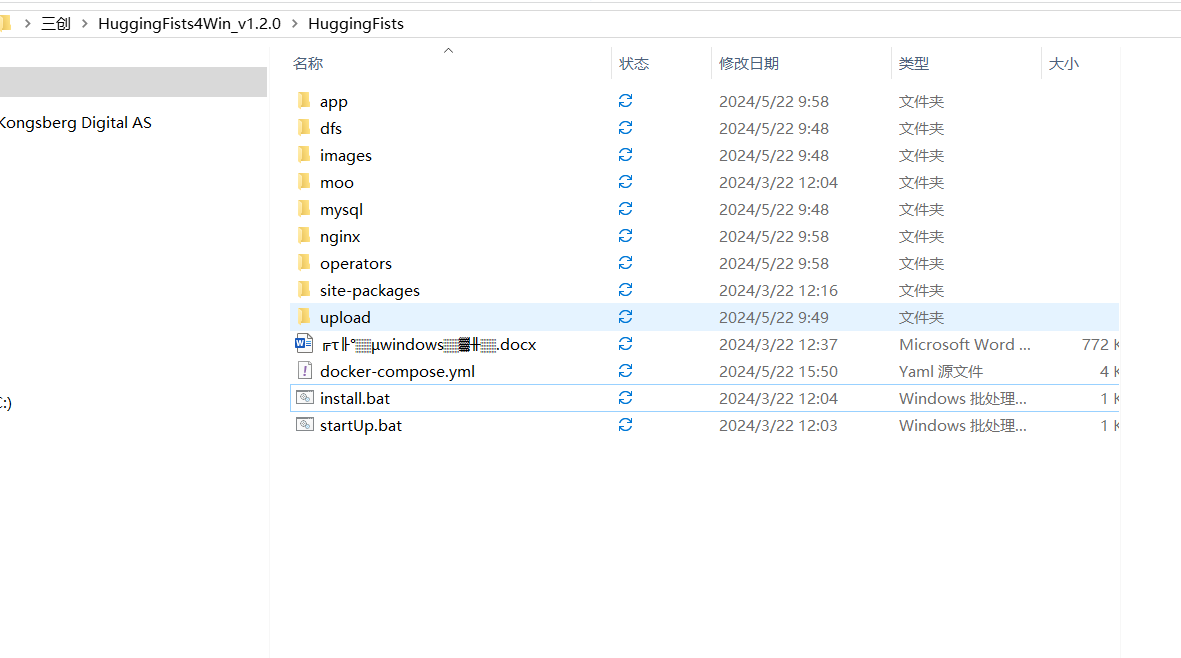 三创 > HuggingFists4Win_v1.2.0 > HuggingFists
名称 状态 修改日期 类型 大小
Kongsberg Digital AS
:)
app 2024/5/22 9:58 文件夹
dfs 2024/5/22 9:48 文件夹
images 2024/5/22 9:48 文件夹
moo 2024/3/22 12:04 文件夹
mysql 2024/5/22 9:48 文件夹
nginx 2024/5/22 9:58 文件夹
operators 2024/5/22 9:58 文件夹
site-packages 2024/3/22 12:16 文件夹
upload 2024/5/22 9:49 文件夹
windows .docx 2024/3/22 12:37 Microsoft Word ... 772 K
docker-compose.yml 2024/5/22 15:50 Yaml 源文件 4 K
install.bat 2024/3/22 12:04 Windows 批处理... 1 K
startUp.bat 2024/3/22 12:03 Windows 批处理... 1 K